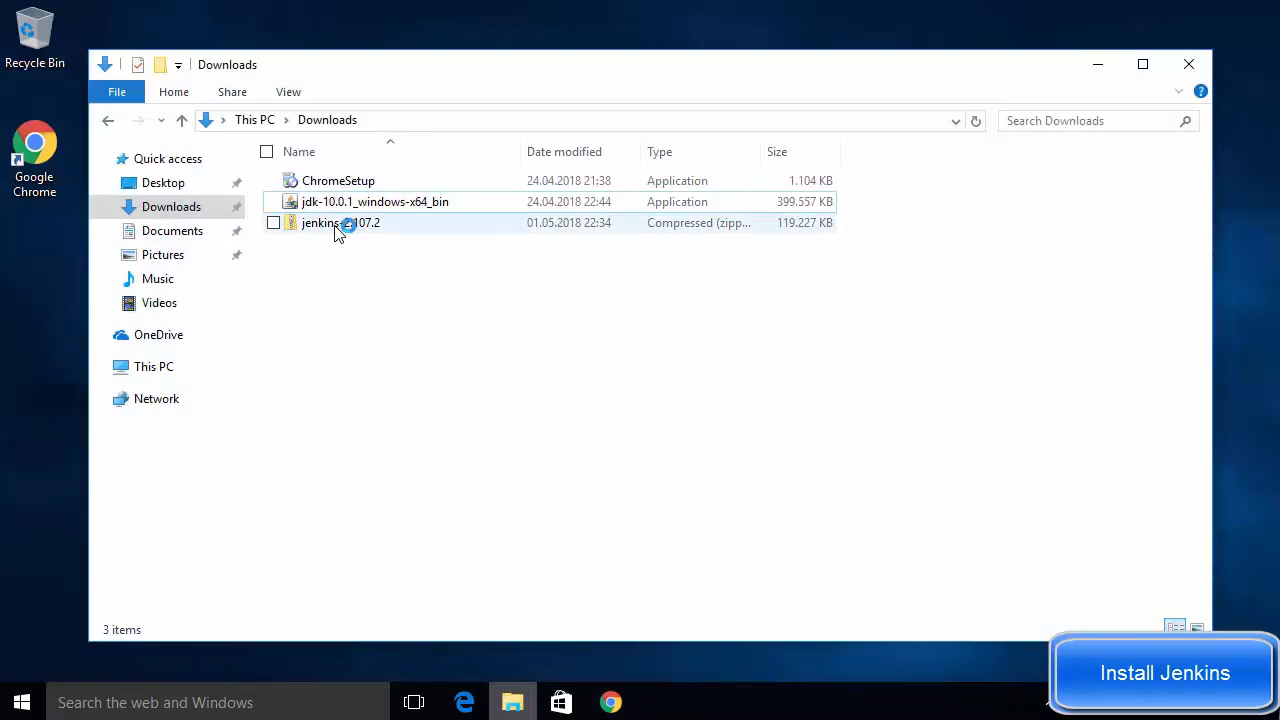 Recycle Bin
Google
Chrome
Downloads
File Home Share View
This PC Downloads
Search Downloads
Name Date modified Type Size
Quick access
Desktop
Downloads
Documents
Pictures
Music
Videos
OneDrive
This PC
Network
ChromeSetup 24.04.2018 21:38 Application 1.104 KB
jdk-10.0.1_windows-x64_bin 24.04.2018 22:44 Application 399.557 KB
jenkins-2.107.2 01.05.2018 22:34 Compressed (zipp... 119.227 KB
3 items
Install Jenkins
Search the web and Windows